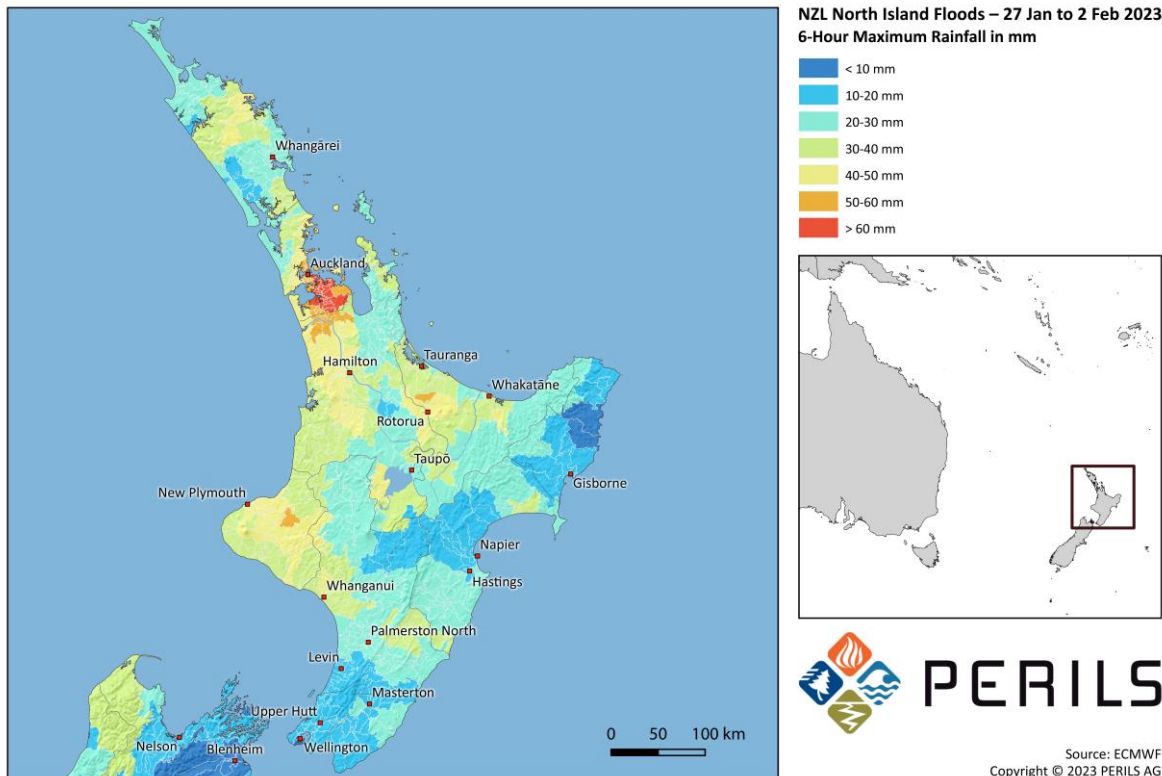 NZL North Island Floods – 27 Jan to 2 Feb 2023
6-Hour Maximum Rainfall in mm
< 10 mm
10-20 mm
20-30 mm
30-40 mm
40-50 mm
50-60 mm
> 60 mm
Whangārei
Auckland
Hamilton
Tauranga
Whakatāne
Rotorua
Taupō
Gisborne
New Plymouth
Napier
Hastings
Whanganui
Palmerston North
Levin
Masterton
Upper Hutt
Nelson
Wellington
Blenheim
0 50 100 km
PERILS
Source: ECMWF
Copyright © 2023 PERILS AG